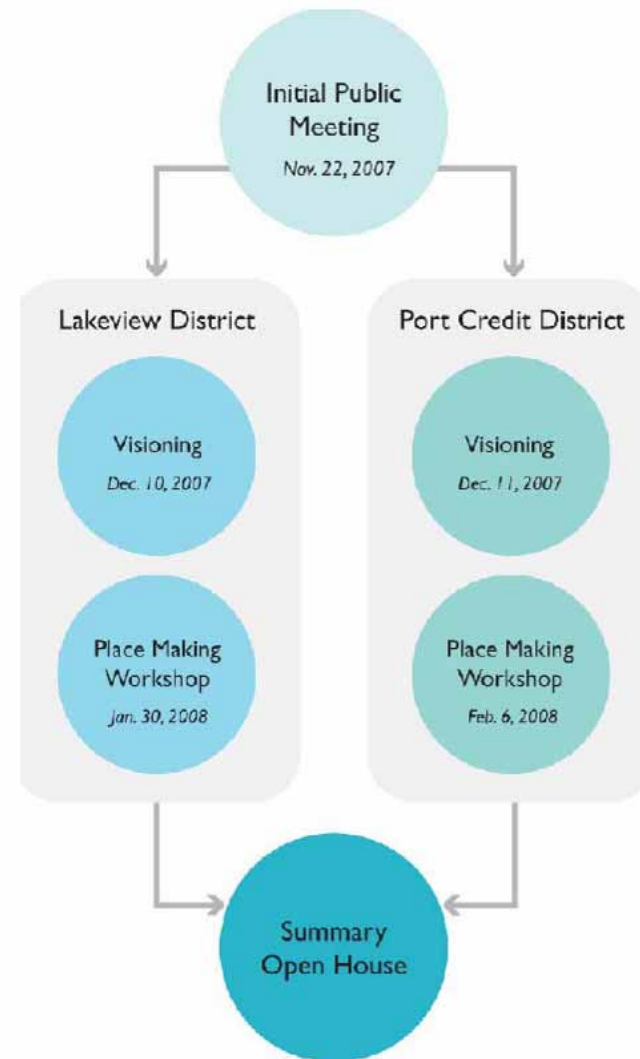 Initial Public
Meeting
Nov. 22, 2007
Lakeview District
Visioning
Dec. 10, 2007
Place Making
Workshop
Jan. 30, 2008
Port Credit District
Visioning
Dec. 11, 2007
Place Making
Workshop
Feb. 6, 2008
Summary
Open House